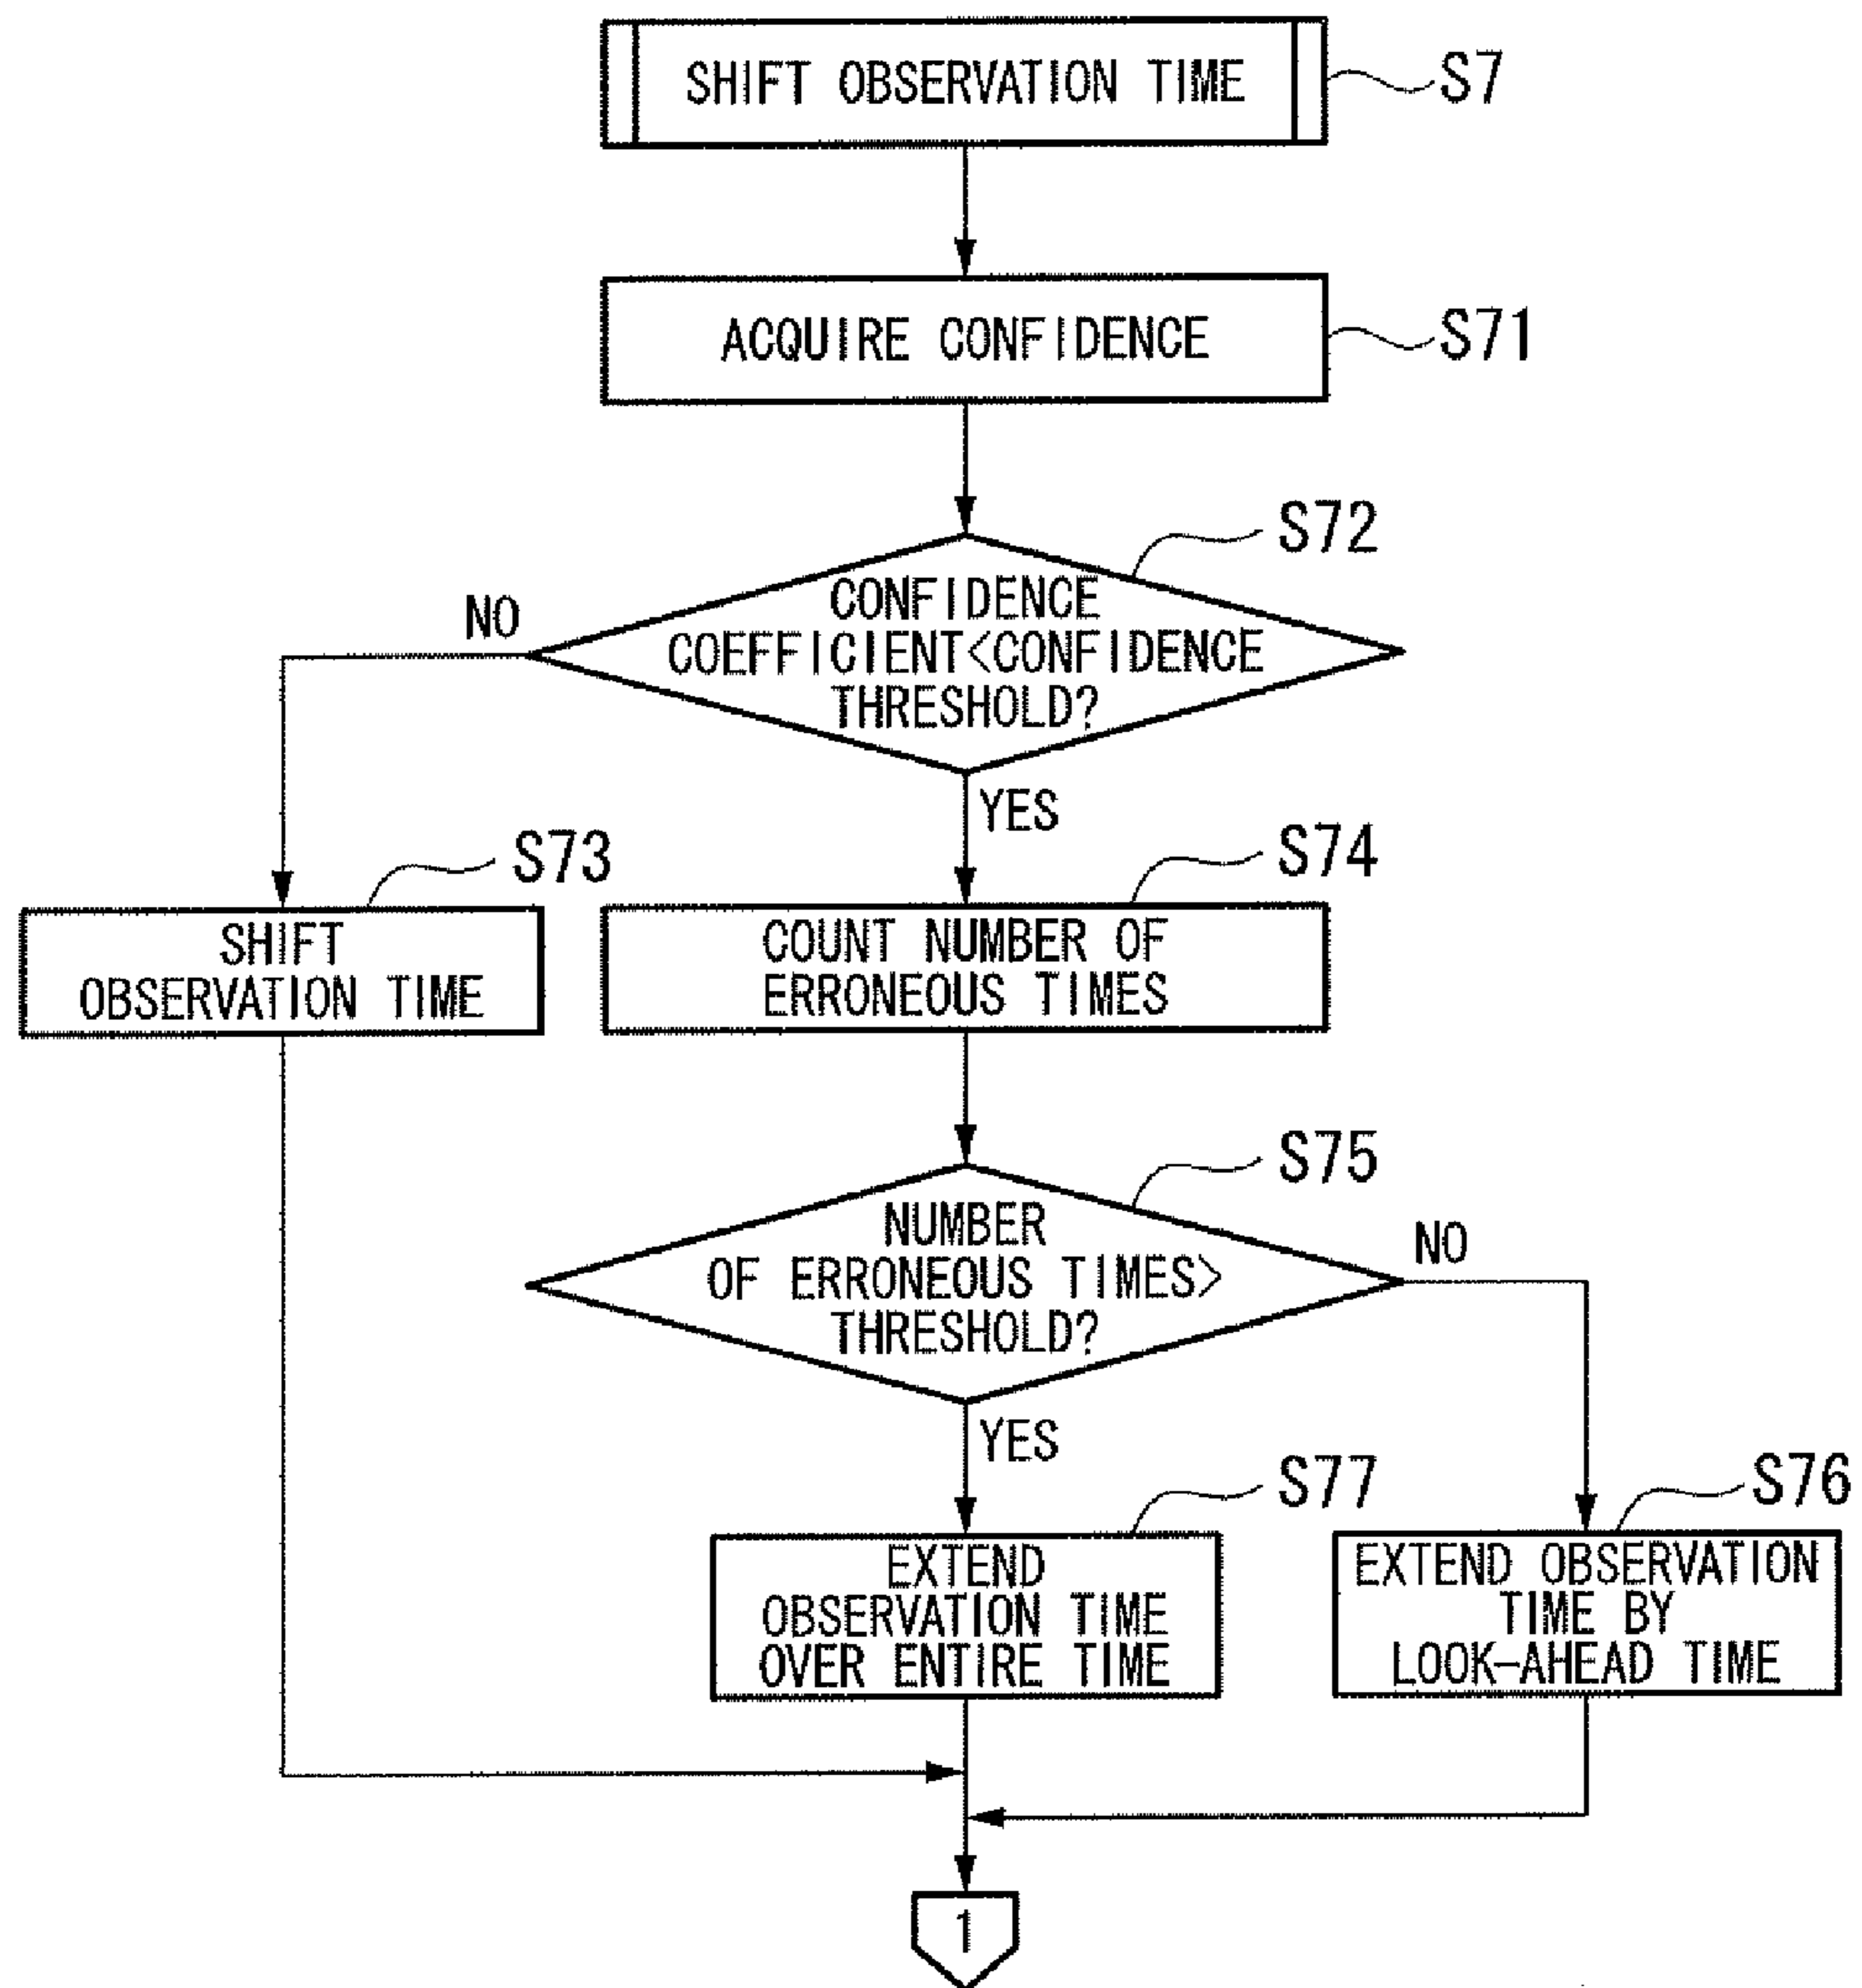 SHIFT OBSERVATION TIME
S7
ACQUIRE CONFIDENCE
S71
S72
CONFIDENCE
COEFFICIENT<CONFIDENCE
THRESHOLD?
NO
YES
S73
SHIFT
OBSERVATION TIME
S74
COUNT NUMBER OF
ERRONEOUS TIMES
S75
NUMBER
OF ERRONEOUS TIMES>
THRESHOLD?
NO
YES
S77
EXTEND
OBSERVATION TIME
OVER ENTIRE TIME
S76
EXTEND OBSERVATION
TIME BY
LOOK-AHEAD TIME
1